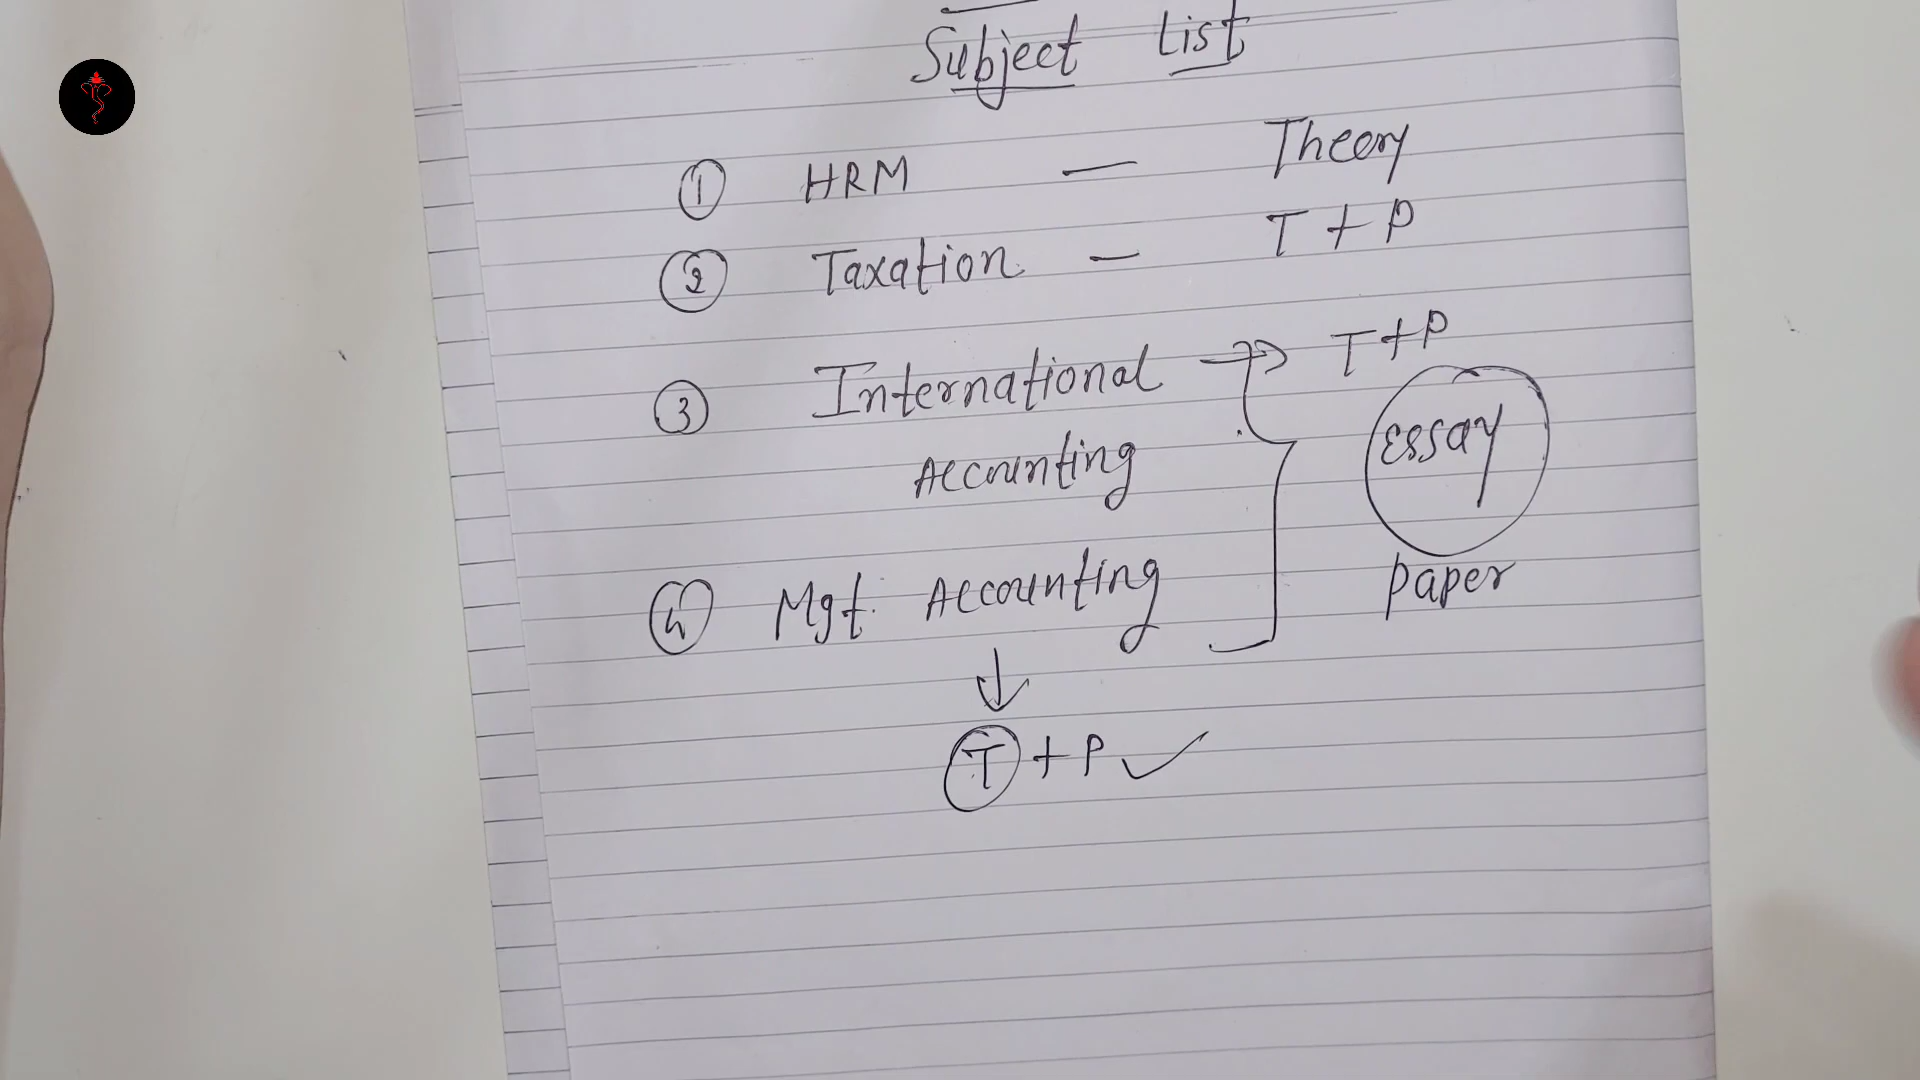 Subject List
① HRM — Theory
② Taxation — T + P
③ International → T + P
Accounting
Essay
paper
④ Mgt. Accounting
↓
T + P ✓